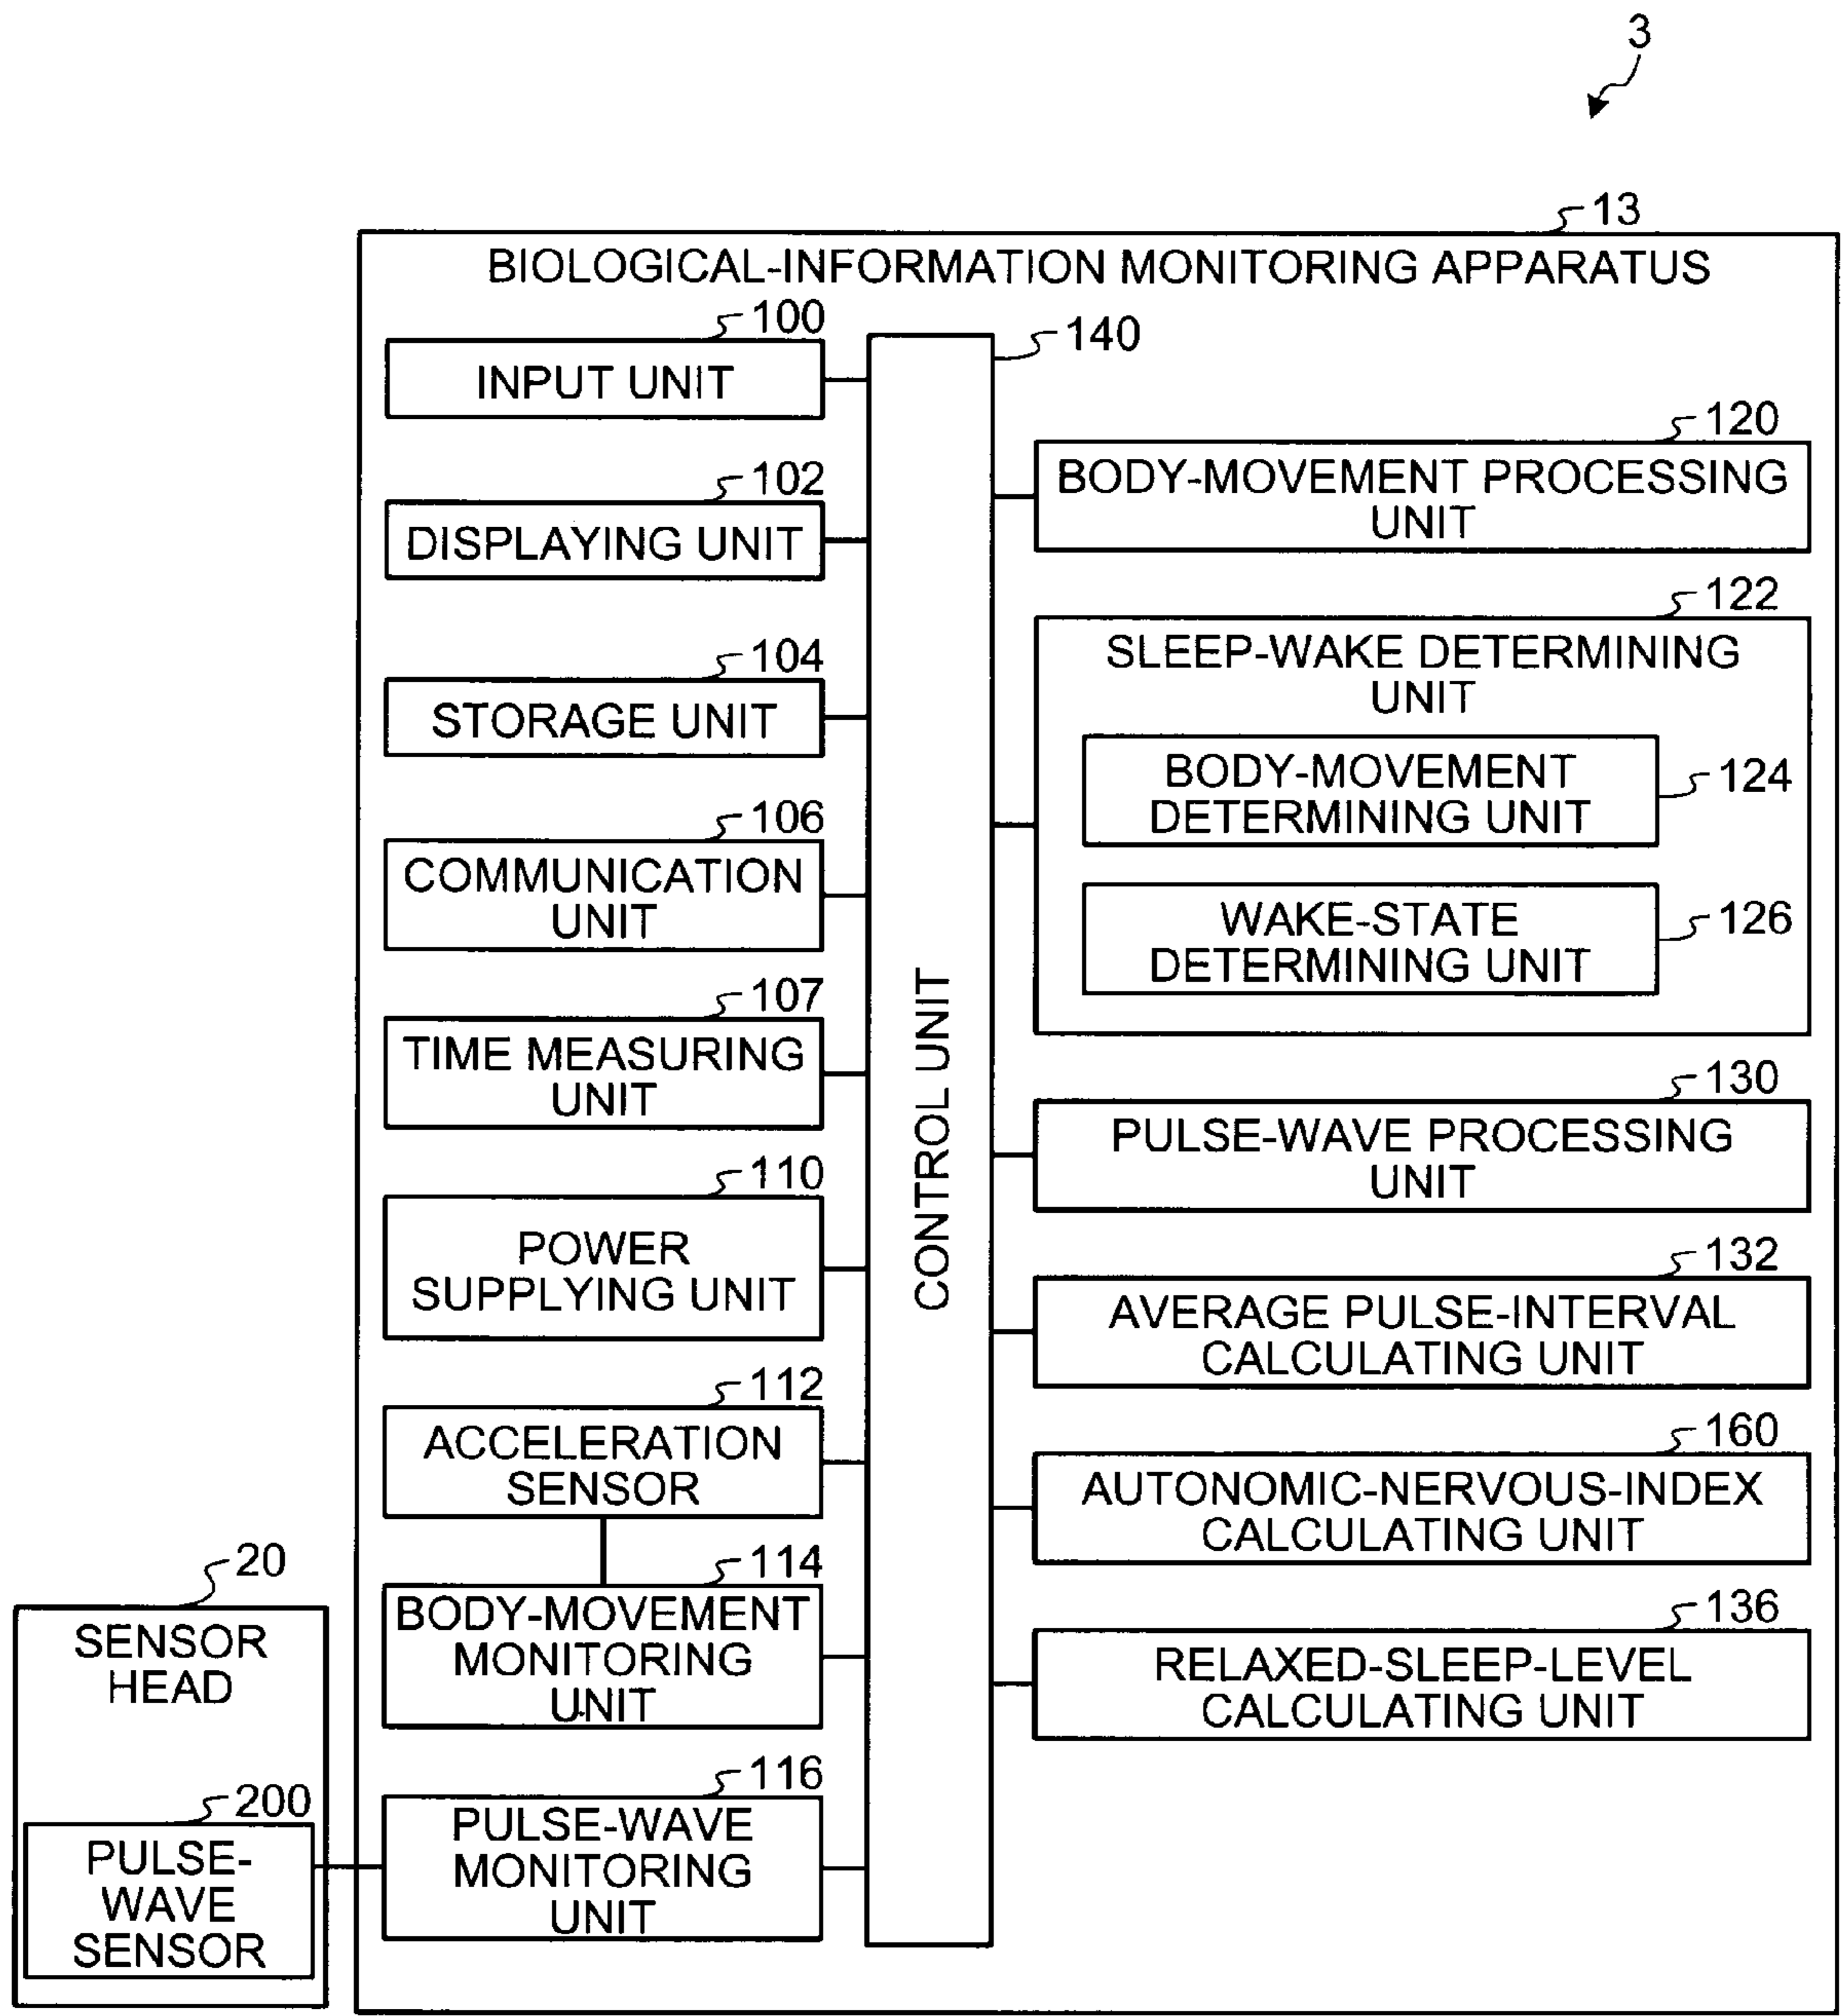 3
13
BIOLOGICAL-INFORMATION MONITORING APPARATUS
100
INPUT UNIT
102
DISPLAYING UNIT
104
STORAGE UNIT
106
COMMUNICATION
UNIT
107
TIME MEASURING
UNIT
110
POWER
SUPPLYING UNIT
112
ACCELERATION
SENSOR
114
BODY-MOVEMENT
MONITORING
UNIT
116
PULSE-WAVE
MONITORING
UNIT
20
SENSOR
HEAD
200
PULSE-
WAVE
SENSOR
140
CONTROL UNIT
120
BODY-MOVEMENT PROCESSING
UNIT
122
SLEEP-WAKE DETERMINING
UNIT
BODY-MOVEMENT
DETERMINING UNIT
124
WAKE-STATE
DETERMINING UNIT
126
130
PULSE-WAVE PROCESSING
UNIT
132
AVERAGE PULSE-INTERVAL
CALCULATING UNIT
160
AUTONOMIC-NERVOUS-INDEX
CALCULATING UNIT
136
RELAXED-SLEEP-LEVEL
CALCULATING UNIT